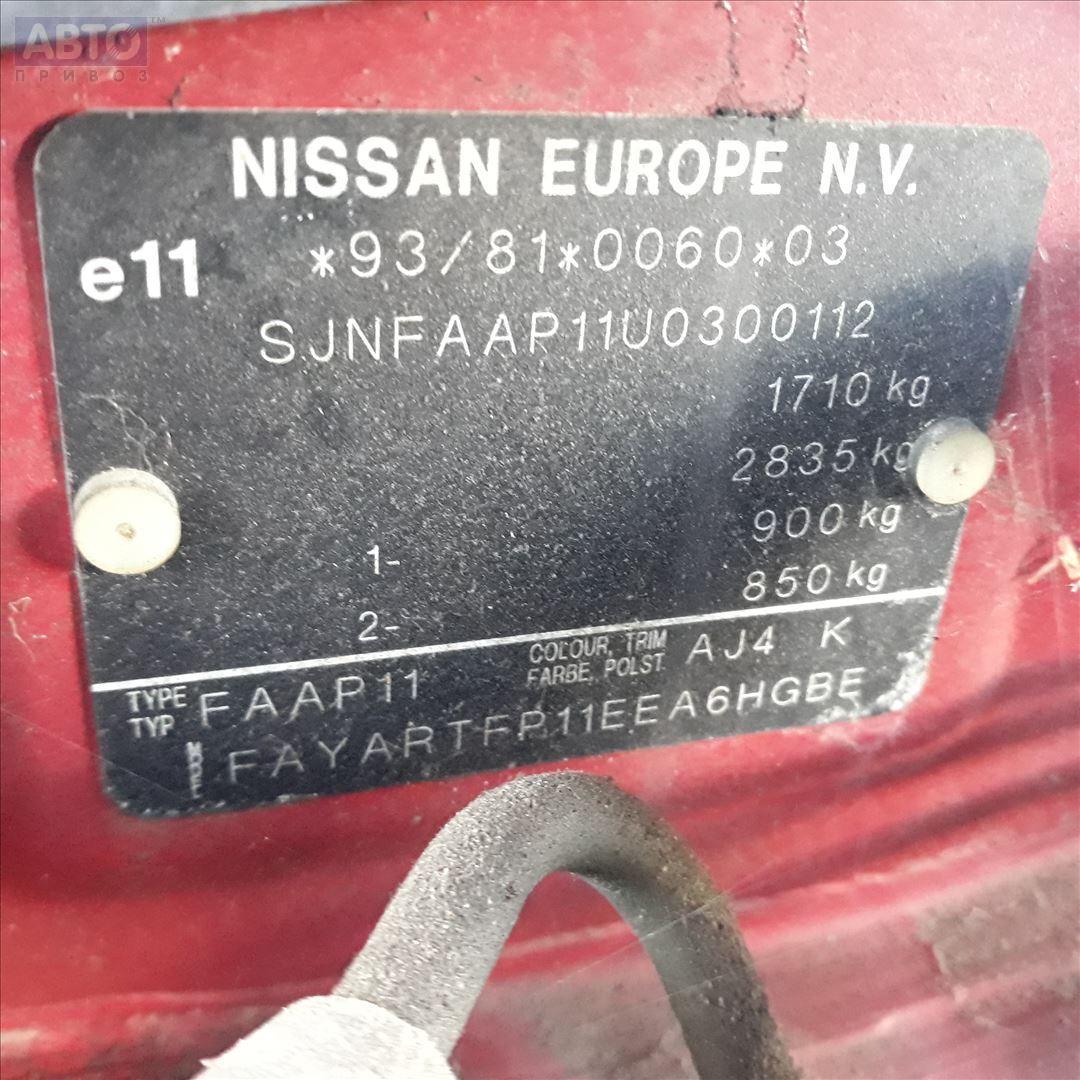 АВТО™
ПРИВОЗ
NISSAN EUROPE N.V.
e11 *93/81*0060*03
SJNFAAP11U0300112
1710 kg
2835 kg
1- 900 kg
2- 850 kg
TYPE TYP FAAP11 COLOUR, TRIM FARBE, POLST. AJ4 K
FAYARTFP11EEA6HGBE